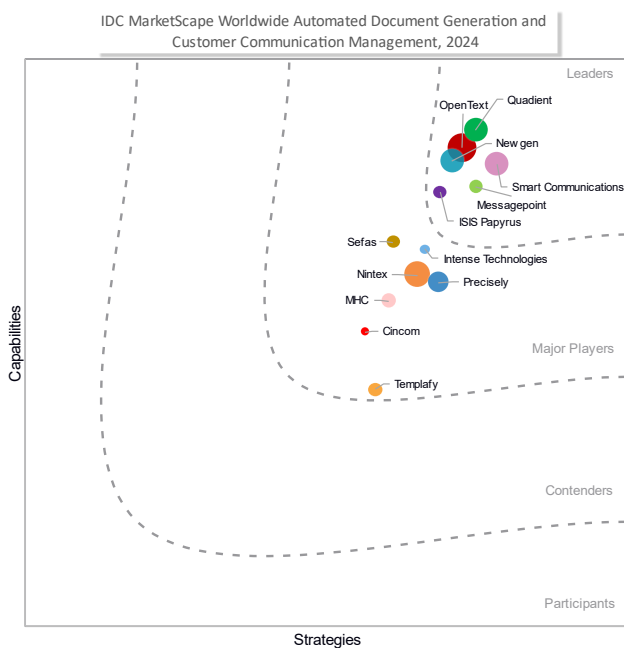 IDC MarketScape Worldwide Automated Document Generation and
Customer Communication Management, 2024
Leaders
Quadient
OpenText
New gen
Smart Communications
Messagepoint
ISIS Papyrus
Sefas
Intense Technologies
Nintex
Precisely
MHC
Cincom
Major Players
Templafy
Contenders
Participants
Capabilities
Strategies